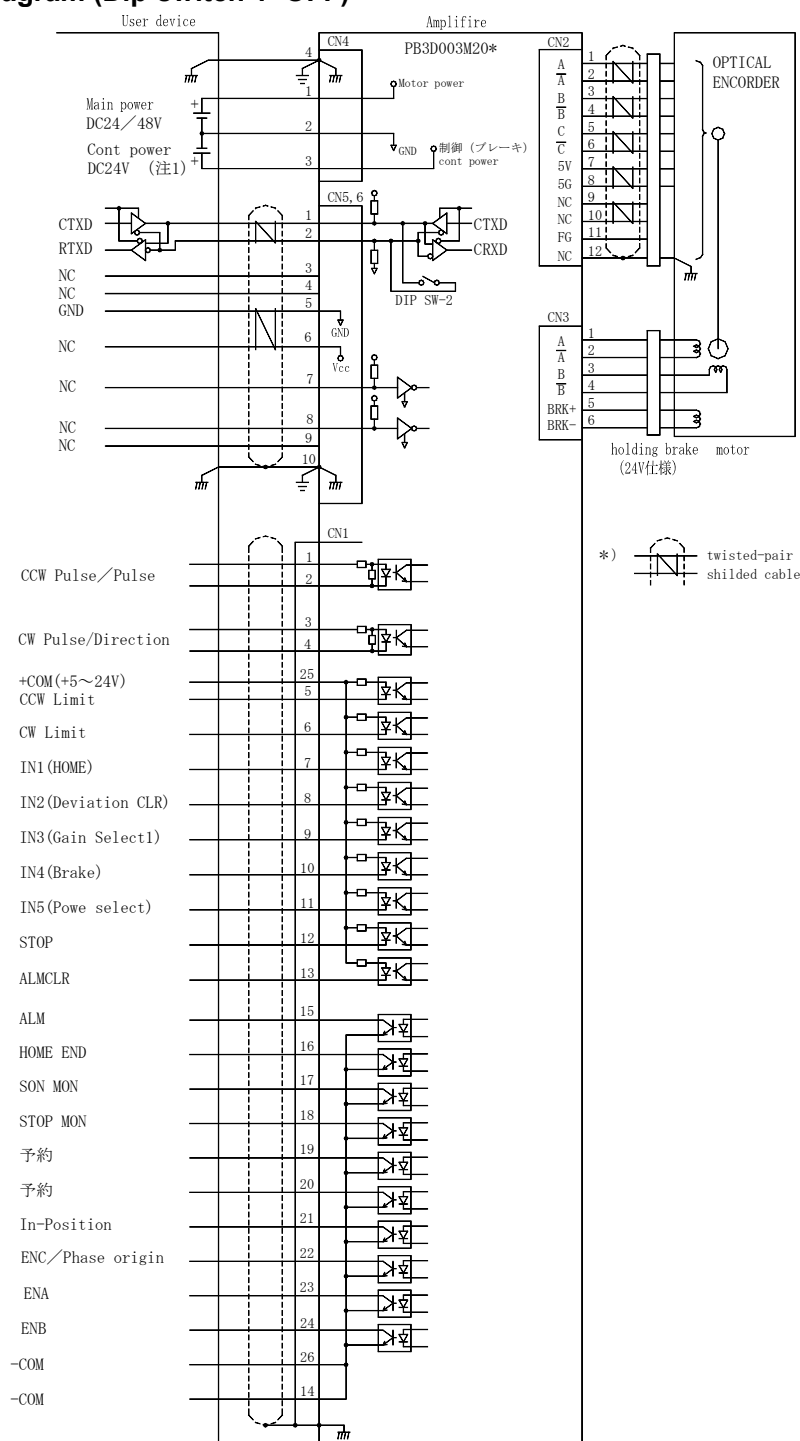 agram (Dip Switch
User device
Amplifire
PB3D003M20*
CN4
4
1
Motor power
Main power
DC24／48V
+
2
GND
Cont power
DC24V （注1）
+
3
制御（ブレーキ）
cont power
CN5,6
CTXD
1
CTXD
RTXD
2
CRXD
NC
3
NC
4
DIP SW-2
GND
5
GND
NC
6
Vcc
NC
7
NC
8
NC
9
10
CN2
A
1
A
2
B
3
B
4
C
5
C
6
5V
7
5G
8
NC
9
NC
10
FG
11
NC
12
OPTICAL
ENCORDER
CN3
A
1
A
2
B
3
B
4
BRK+
5
BRK-
6
holding brake
(24V仕様)
motor
*)
twisted-pair
shilded cable
CN1
CCW Pulse／Pulse
1
2
CW Pulse/Direction
3
4
+COM(+5～24V)
25
CCW Limit
5
CW Limit
6
IN1(HOME)
7
IN2(Deviation CLR)
8
IN3(Gain Select1)
9
IN4(Brake)
10
IN5(Powe select)
11
STOP
12
ALMCLR
13
ALM
15
HOME END
16
SON MON
17
STOP MON
18
予約
19
予約
20
In-Position
21
ENC／Phase origin
22
ENA
23
ENB
24
-COM
26
-COM
14